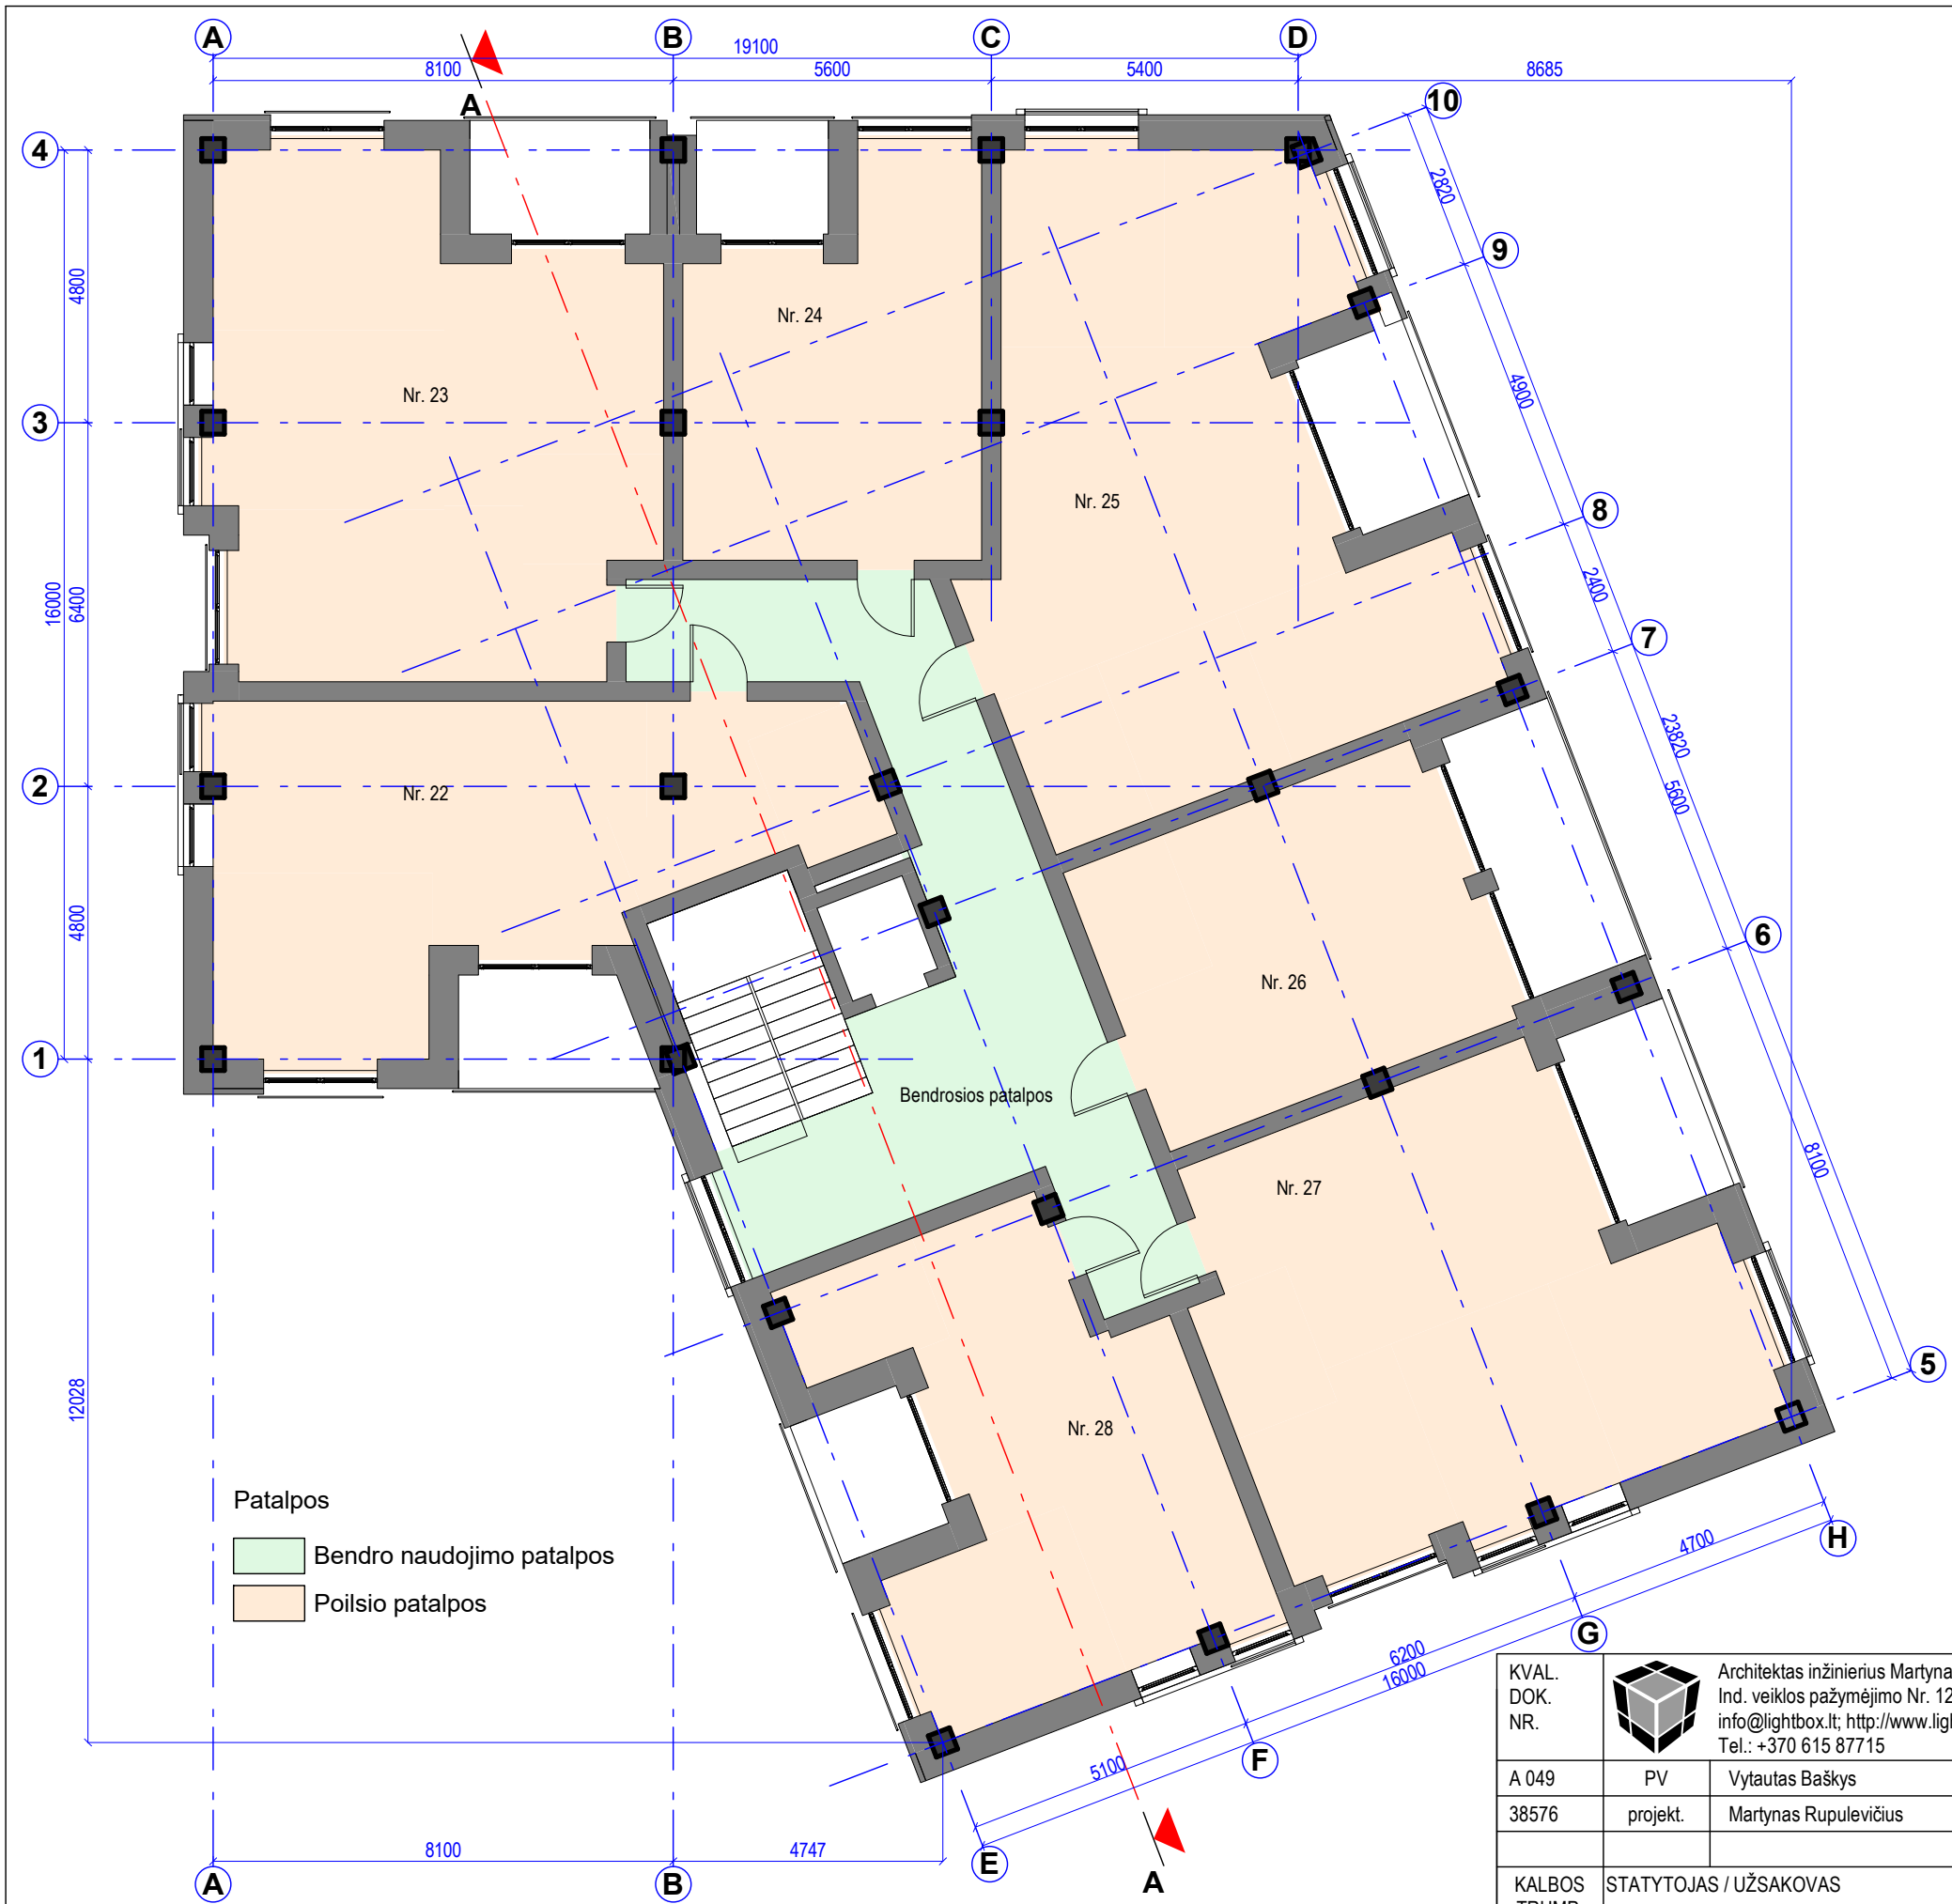 A
B
C
D
19100
8100
5600
5400
8685
A
10
4
9
2820
4800
4900
Nr. 24
Nr. 23
3
Nr. 25
8
2400
16000
6400
7
23820
5600
2
Nr. 22
4800
6
Nr. 26
1
Bendrosios patalpos
8100
Nr. 27
5
12028
Nr. 28
Patalpos
Bendro naudojimo patalpos
Poilsio patalpos
4700
H
G
6200
16000
5100
F
E
A
8100
4747
A
B
KVAL.
DOK.
NR.
Architektas inžinierius Martyna
Ind. veiklos pažymėjimo Nr. 12
info@lightbox.lt; http://www.lig
Tel.: +370 615 87715
A 049
PV
Vytautas Baškys
38576
projekt.
Martynas Rupulevičius
KALBOS
STATYTOJAS / UŽSAKOVAS